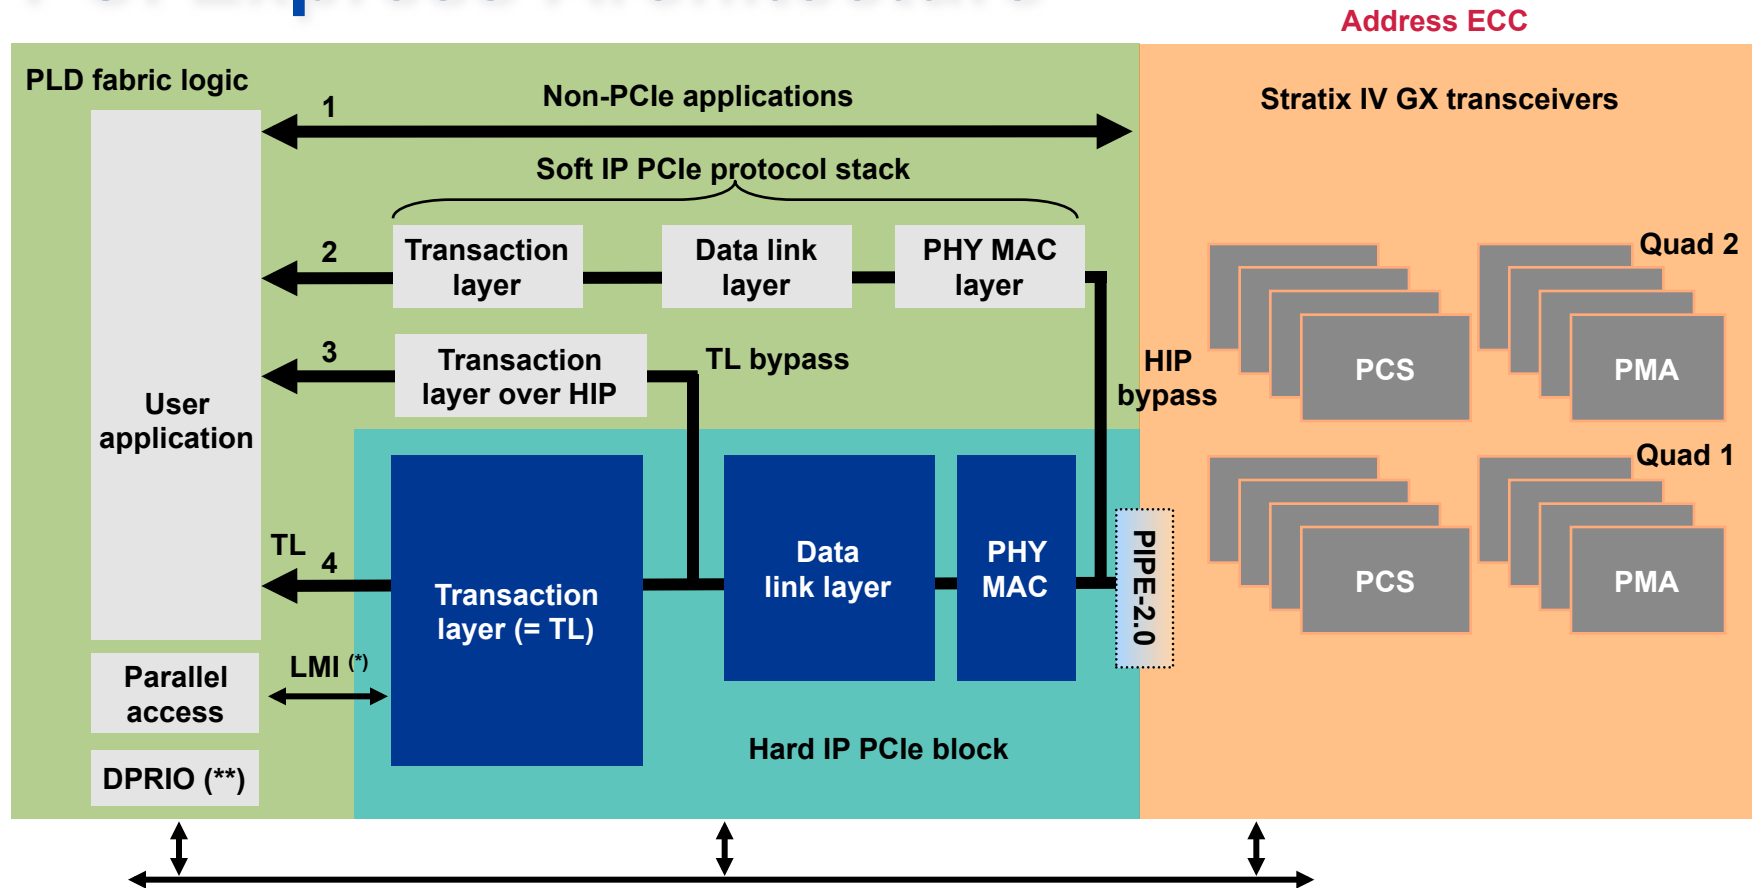 Address ECC
PLD fabric logic
1
Non-PCIe applications
Stratix IV GX transceivers
Soft IP PCIe protocol stack
2
Transaction
layer
Data link
layer
PHY MAC
layer
Quad 2
3
Transaction
layer over HIP
TL bypass
HIP
bypass
PCS
PMA
User
application
Quad 1
TL
4
Transaction
layer (= TL)
Data
link layer
PHY
MAC
PIPE-2.0
PCS
PMA
Parallel
access
LMI (*)
Hard IP PCIe block
DPRIO (**)